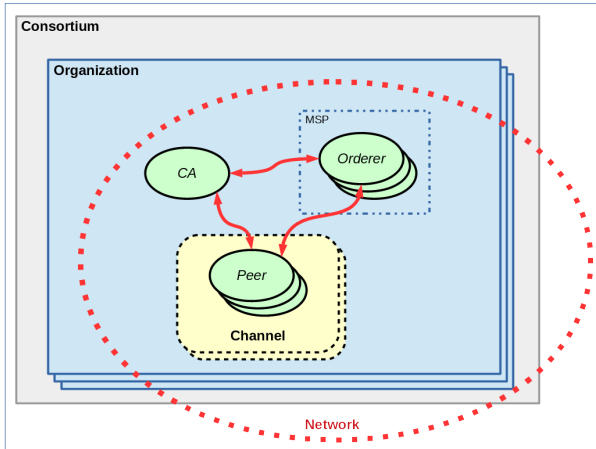 Consortium
Organization
MSP
Orderer
CA
Peer
Channel
Network